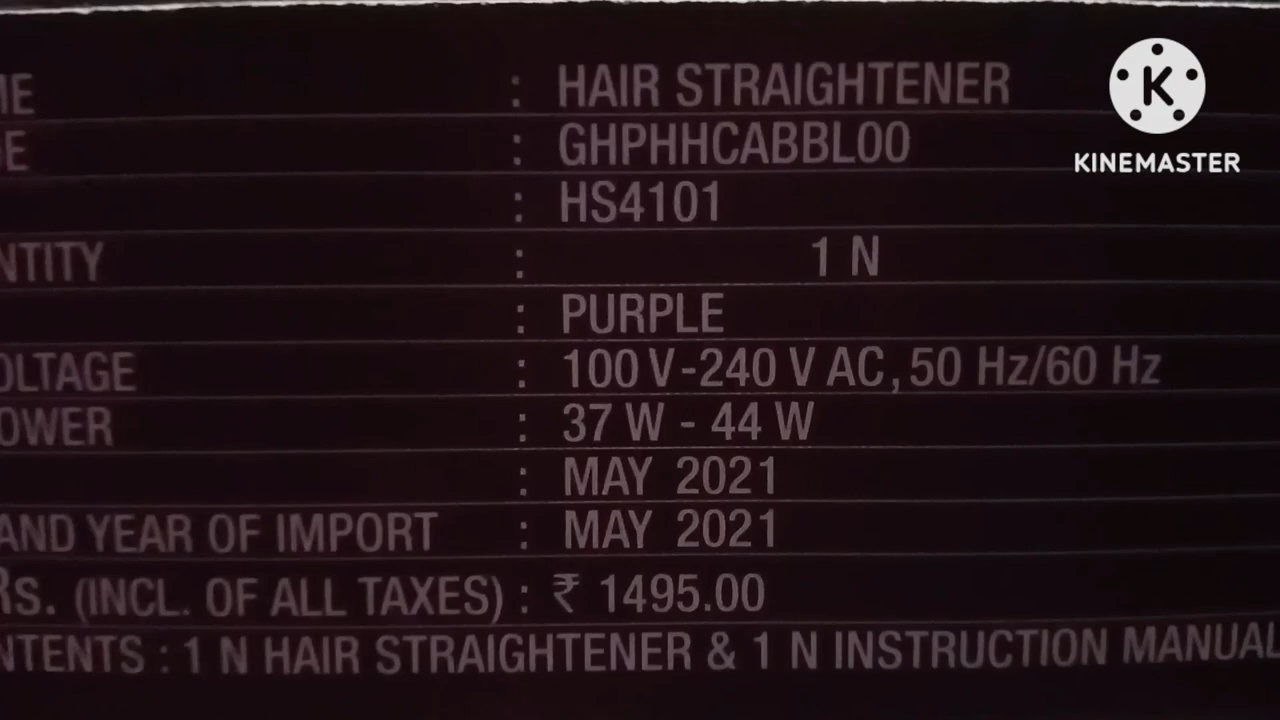 ME : HAIR STRAIGHTENER
DE : GHPHHCABBL00
: HS4101
NTITY : 1 N
: PURPLE
OLTAGE : 100 V-240 V AC, 50 Hz/60 Hz
OWER : 37 W - 44 W
: MAY 2021
AND YEAR OF IMPORT : MAY 2021
Rs. (INCL. OF ALL TAXES) : ₹ 1495.00
NTENTS : 1 N HAIR STRAIGHTENER & 1 N INSTRUCTION MANUAL
K
KINEMASTER